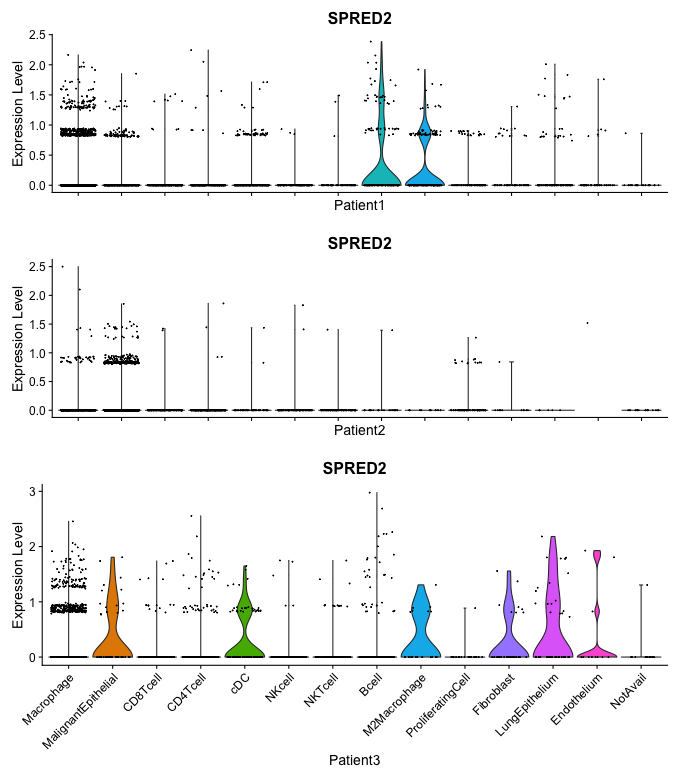 SPRED2
Expression Level
2.5
2.0
1.5
1.0
0.5
0.0
Patient1
SPRED2
Expression Level
2.5
2.0
1.5
1.0
0.5
0.0
Patient2
SPRED2
Expression Level
3
2
1
0
Macrophage
MalignantEpithelial
CD8Tcell
CD4Tcell
cDC
NKcell
NKTcell
Bcell
M2Macrophage
ProliferatingCell
Fibroblast
LungEpithelium
Endothelium
NotAvail
Patient3